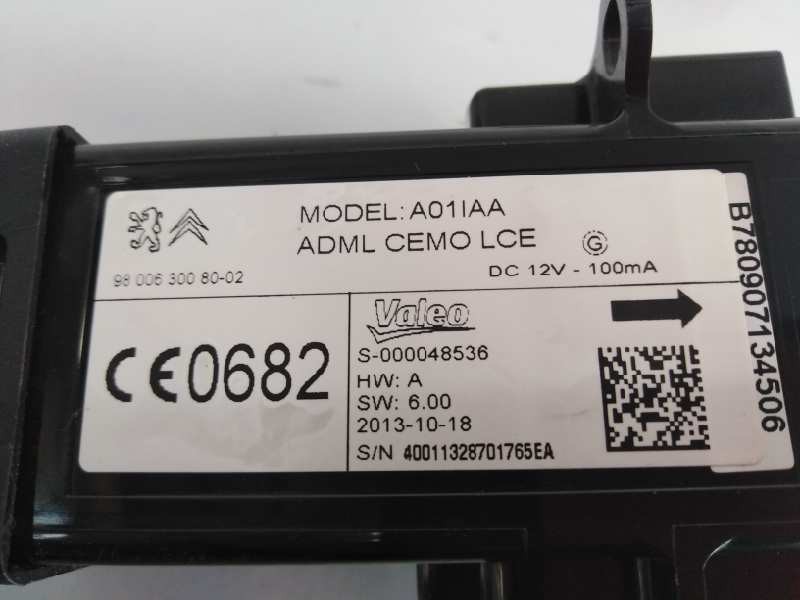 MODEL: A01IAA
ADML CEMO LCE G
98 006 300 80-02
DC 12V - 100mA
CE0682
Valeo
S-000048536
HW: A
SW: 6.00
2013-10-18
S/N 40011328701765EA
B780907134506